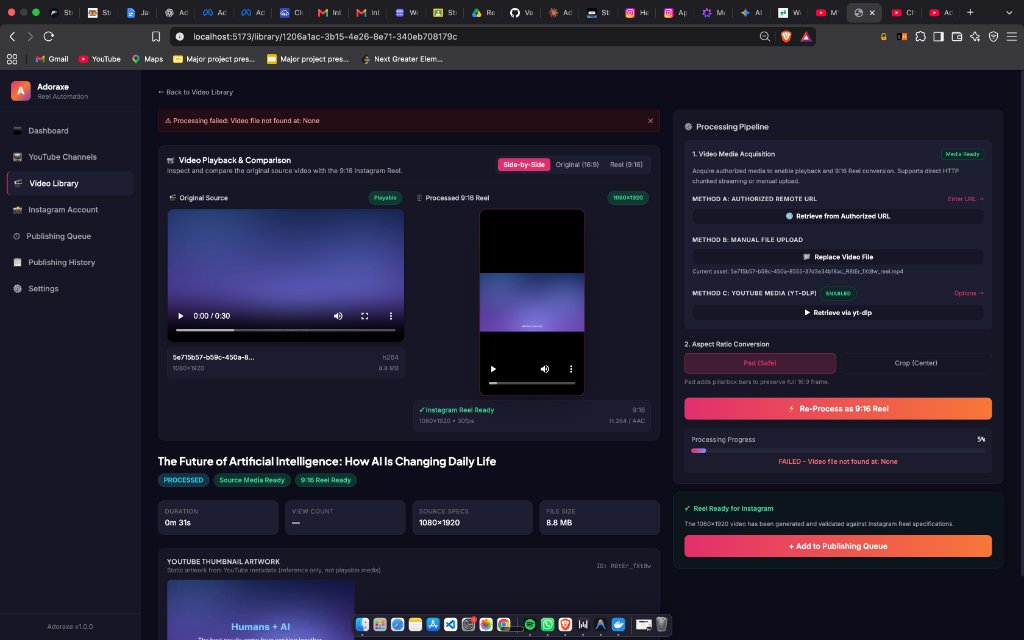 localhost:5173/library/1206a1ac-3b15-4e26-8e71-340eb708179c
Gmail
YouTube
Maps
Major project pres...
Major project pres...
Next Greater Elem...
A
Adoraxe
Reel Automation
Dashboard
YouTube Channels
Video Library
Instagram Account
Publishing Queue
Publishing History
Settings
Adoraxe v1.0.0
← Back to Video Library
⚠ Processing failed: Video file not found at: None ×
Video Playback & Comparison
Inspect and compare the original source video with the 9:16 Instagram Reel.
Side-by-Side
Original (16:9)
Reel (9:16)
Original Source
Playable
0:00 / 0:30
5e715b57-b59c-450a-8...
h264
1080×1920
8.8 MB
Processed 9:16 Reel
1080×1920
✓ Instagram Reel Ready
9:16
1080×1920 • 30fps
H.264 / AAC
The Future of Artificial Intelligence: How AI Is Changing Daily Life
PROCESSED
Source Media Ready
9:16 Reel Ready
DURATION
0m 31s
VIEW COUNT
—
SOURCE SPECS
1080×1920
FILE SIZE
8.8 MB
YOUTUBE THUMBNAIL ARTWORK
Static artwork from YouTube metadata (reference only, not playable media)
Humans + AI
Processing Pipeline
1. Video Media Acquisition
Media Ready
Acquire authorized media to enable playback and 9:16 Reel conversion. Supports direct HTTP
chunked streaming or manual upload.
METHOD A: AUTHORIZED REMOTE URL
Enter URL →
Retrieve from Authorized URL
METHOD B: MANUAL FILE UPLOAD
Replace Video File
METHOD C: YOUTUBE MEDIA (YT-DLP)
ENABLED
Options →
Retrieve via yt-dlp
2. Aspect Ratio Conversion
Pad (Safe)
Crop (Center)
Pad adds pillarbox bars to preserve full 16:9 frame.
⚡ Re-Process as 9:16 Reel
Processing Progress
5%
FAILED – Video file not found at: None
✓ Reel Ready for Instagram
The 1080×1920 video has been generated and validated against Instagram Reel specifications.
+ Add to Publishing Queue